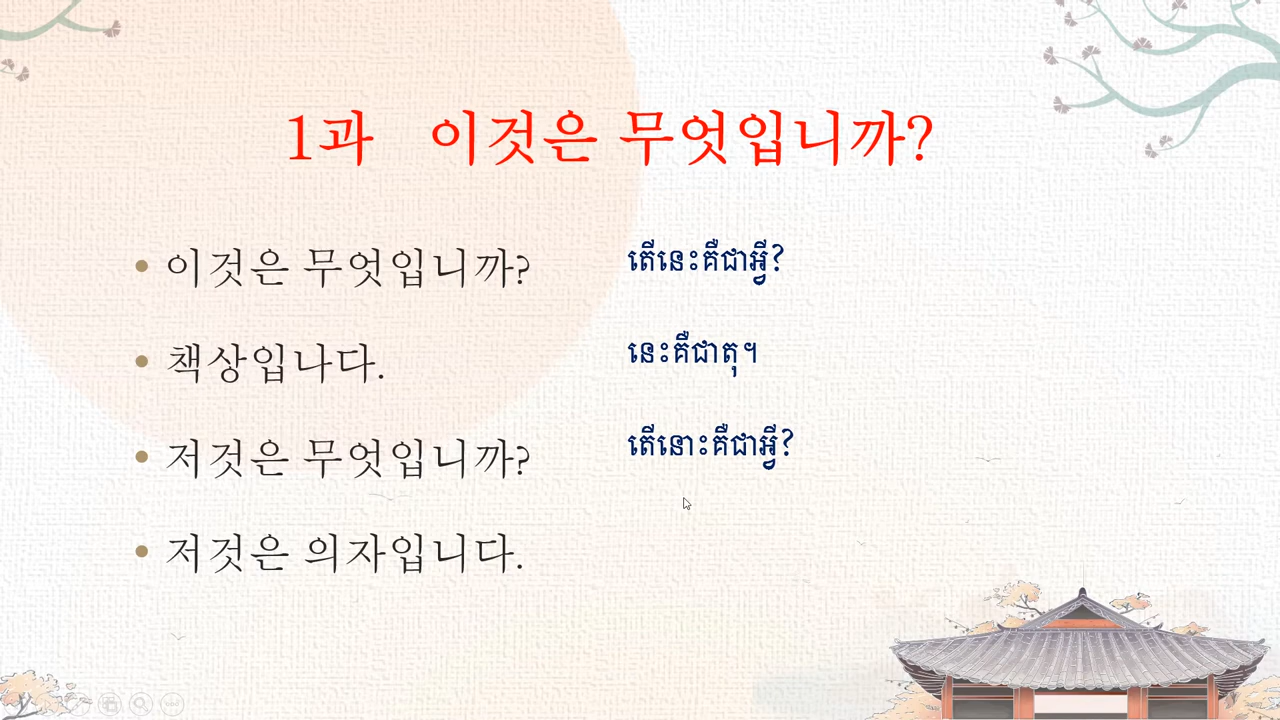 1과 이것은 무엇입니까?
이것은 무엇입니까?
តើនេះគឺជាអ្វី?
책상입나다.
នេះគឺជាតុ។
저것은 무엇입니까?
តើនោះគឺជាអ្វី?
저것은 의자입니다.